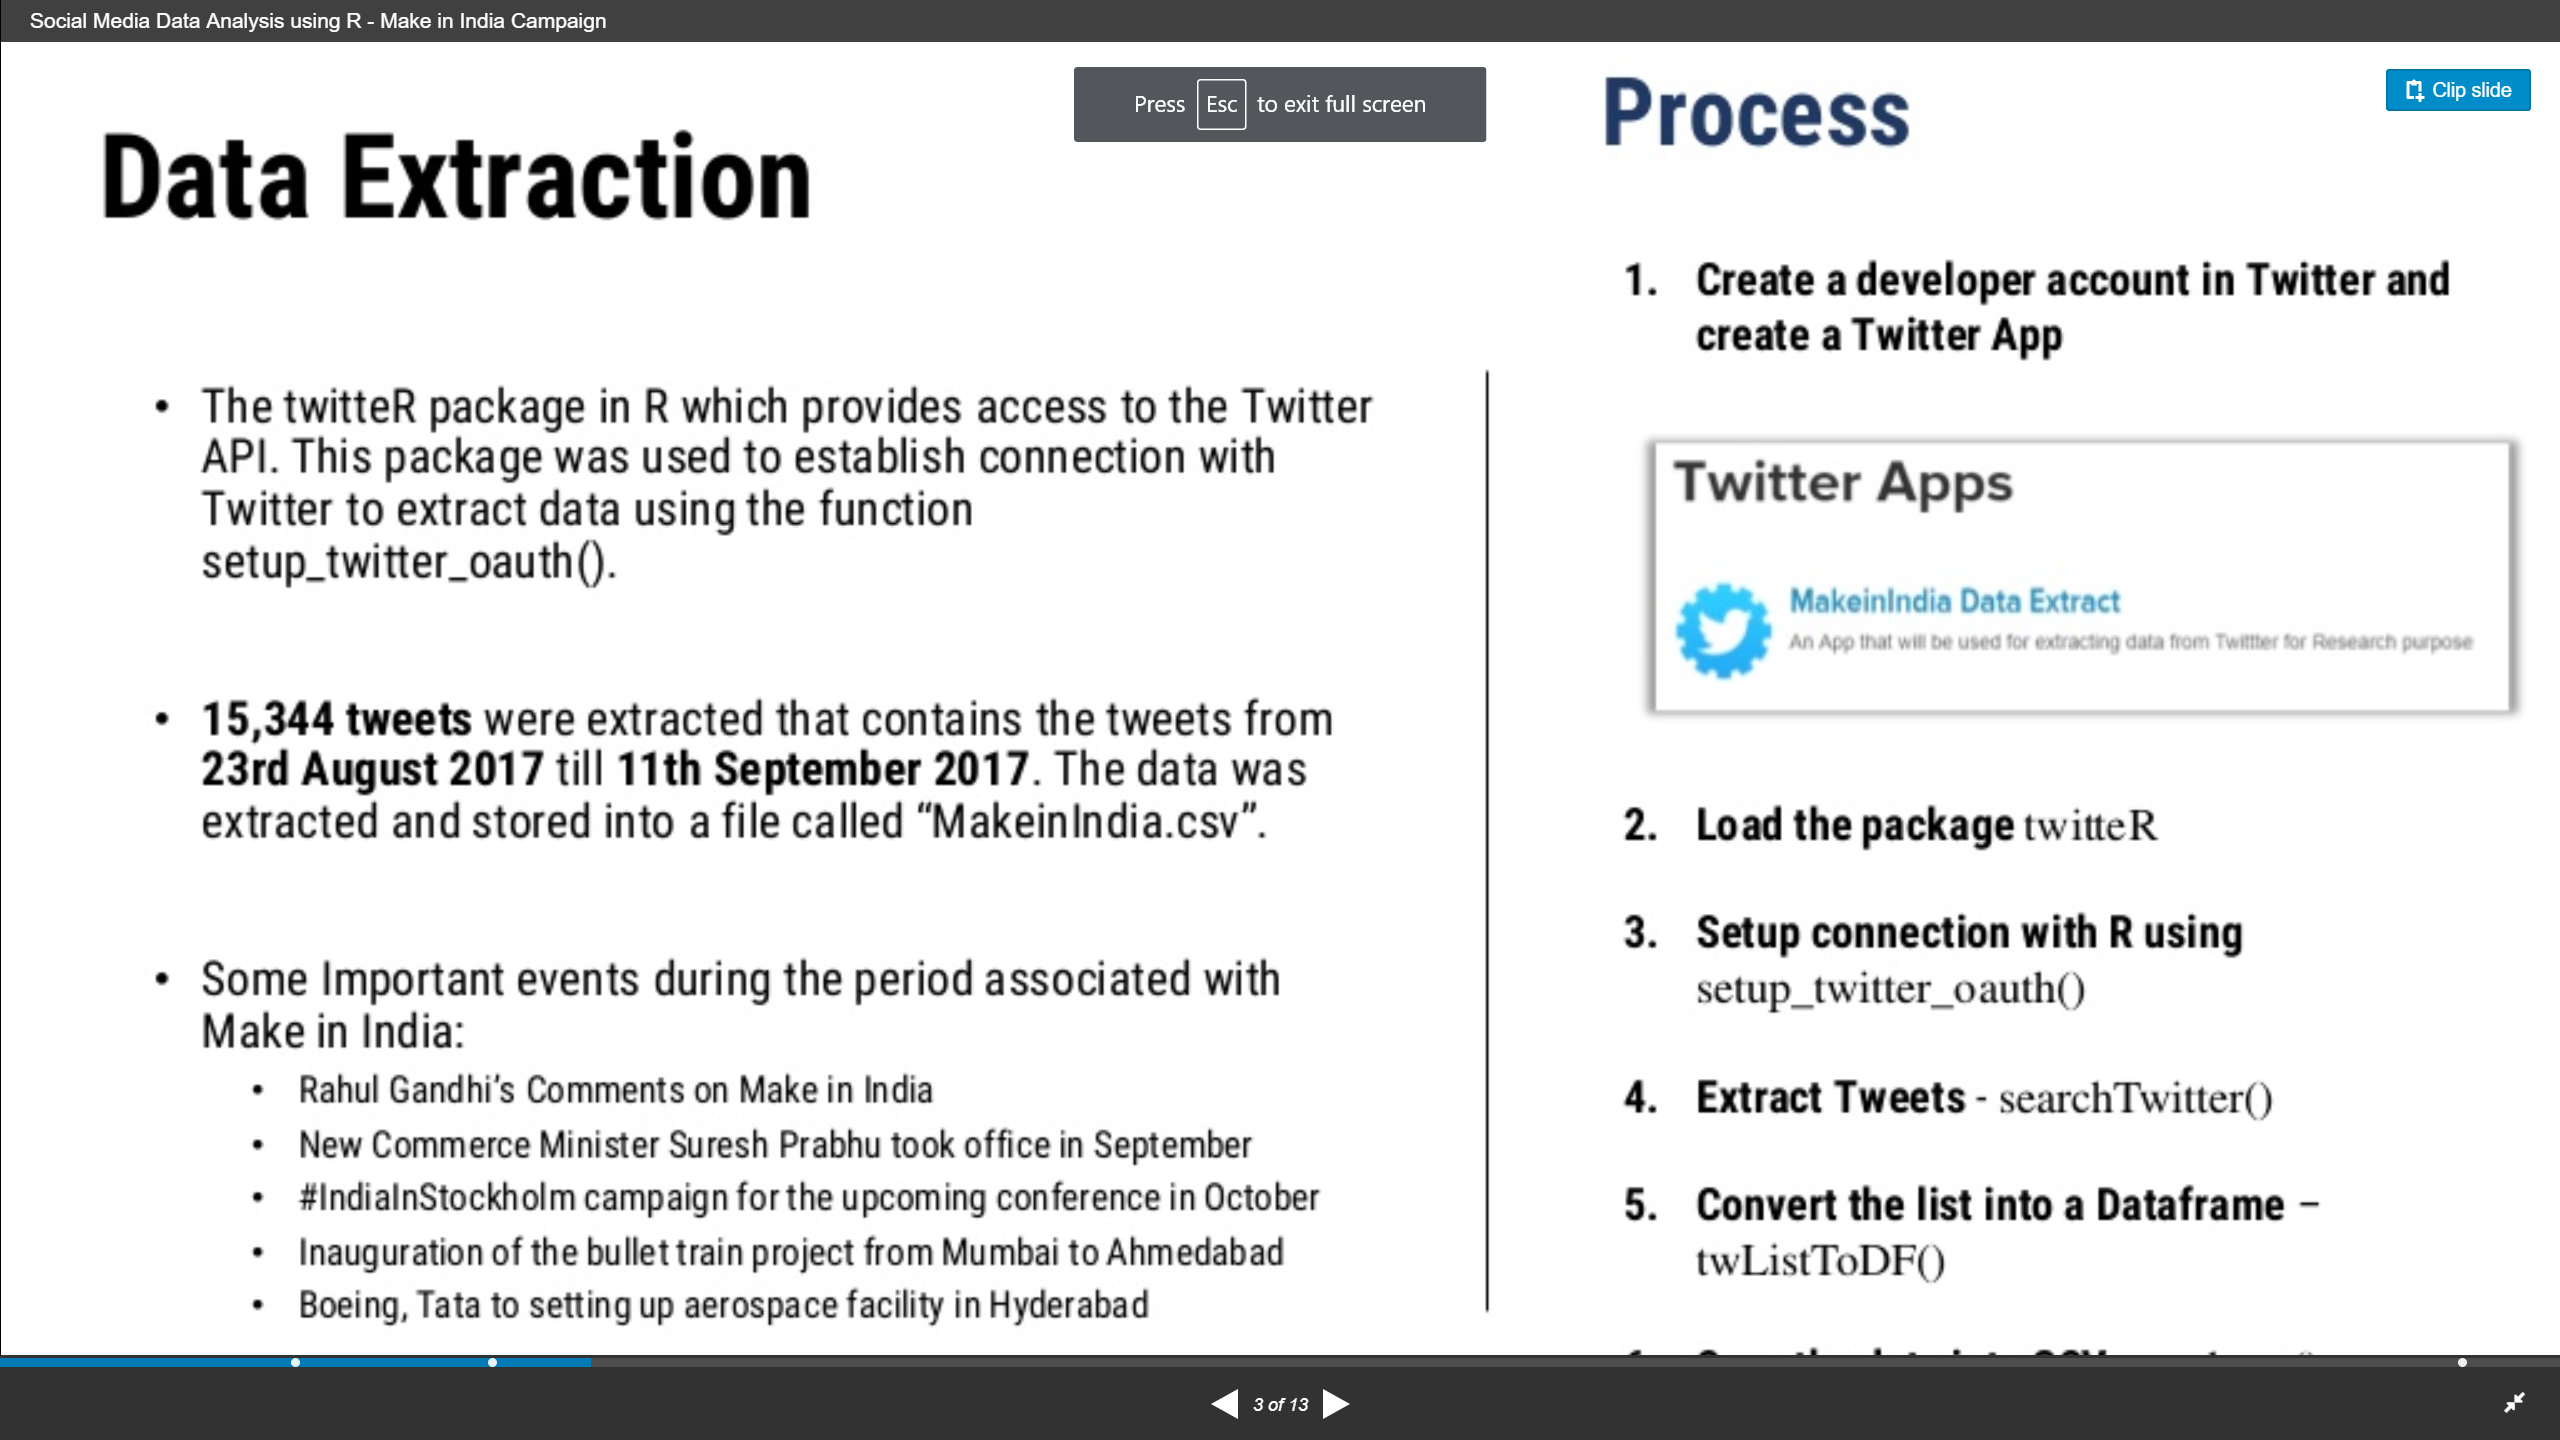 Social Media Data Analysis using R - Make in India Campaign
Press Esc to exit full screen
Clip slide
Data Extraction
• The twitteR package in R which provides access to the Twitter
API. This package was used to establish connection with
Twitter to extract data using the function
setup_twitter_oauth().
• 15,344 tweets were extracted that contains the tweets from
23rd August 2017 till 11th September 2017. The data was
extracted and stored into a file called “MakeinIndia.csv”.
• Some Important events during the period associated with
Make in India:
• Rahul Gandhi’s Comments on Make in India
• New Commerce Minister Suresh Prabhu took office in September
• #IndiaInStockholm campaign for the upcoming conference in October
• Inauguration of the bullet train project from Mumbai to Ahmedabad
• Boeing, Tata to setting up aerospace facility in Hyderabad
Process
1. Create a developer account in Twitter and
create a Twitter App
Twitter Apps
MakeinIndia Data Extract
An App that will be used for extracting data from Twittter for Research purpose
2. Load the package twitteR
3. Setup connection with R using
setup_twitter_oauth()
4. Extract Tweets - searchTwitter()
5. Convert the list into a Dataframe –
twListToDF()
3 of 13